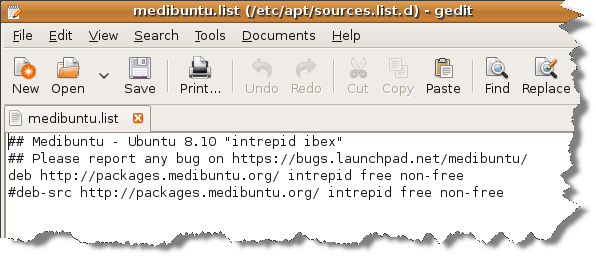 medibuntu.list (/etc/apt/sources.list.d) - gedit
File Edit View Search Tools Documents Help
New Open Save Print... Undo Redo Cut Copy Paste Find Replace
medibuntu.list
## Medibuntu - Ubuntu 8.10 "intrepid ibex"
## Please report any bug on https://bugs.launchpad.net/medibuntu/
deb http://packages.medibuntu.org/ intrepid free non-free
#deb-src http://packages.medibuntu.org/ intrepid free non-free